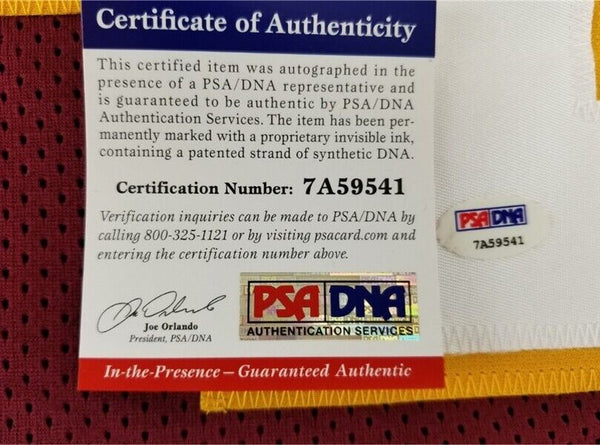 Certificate of Authenticity
This certified item was autographed in the
presence of a PSA/DNA representative and
is guaranteed to be authentic by PSA/DNA
Authentication Services. The item has been per-
manently marked with a proprietary invisible ink,
containing a patented strand of synthetic DNA.
Certification Number: 7A59541
Verification inquiries can be made to PSA/DNA by
calling 800-325-1121 or by visiting psacard.com and
entering the certification number above.
PSA DNA
AUTHENTICATION SERVICES
Joe Orlando
President, PSA/DNA
In-the-Presence – Guaranteed Authentic
PSA DNA
7A59541